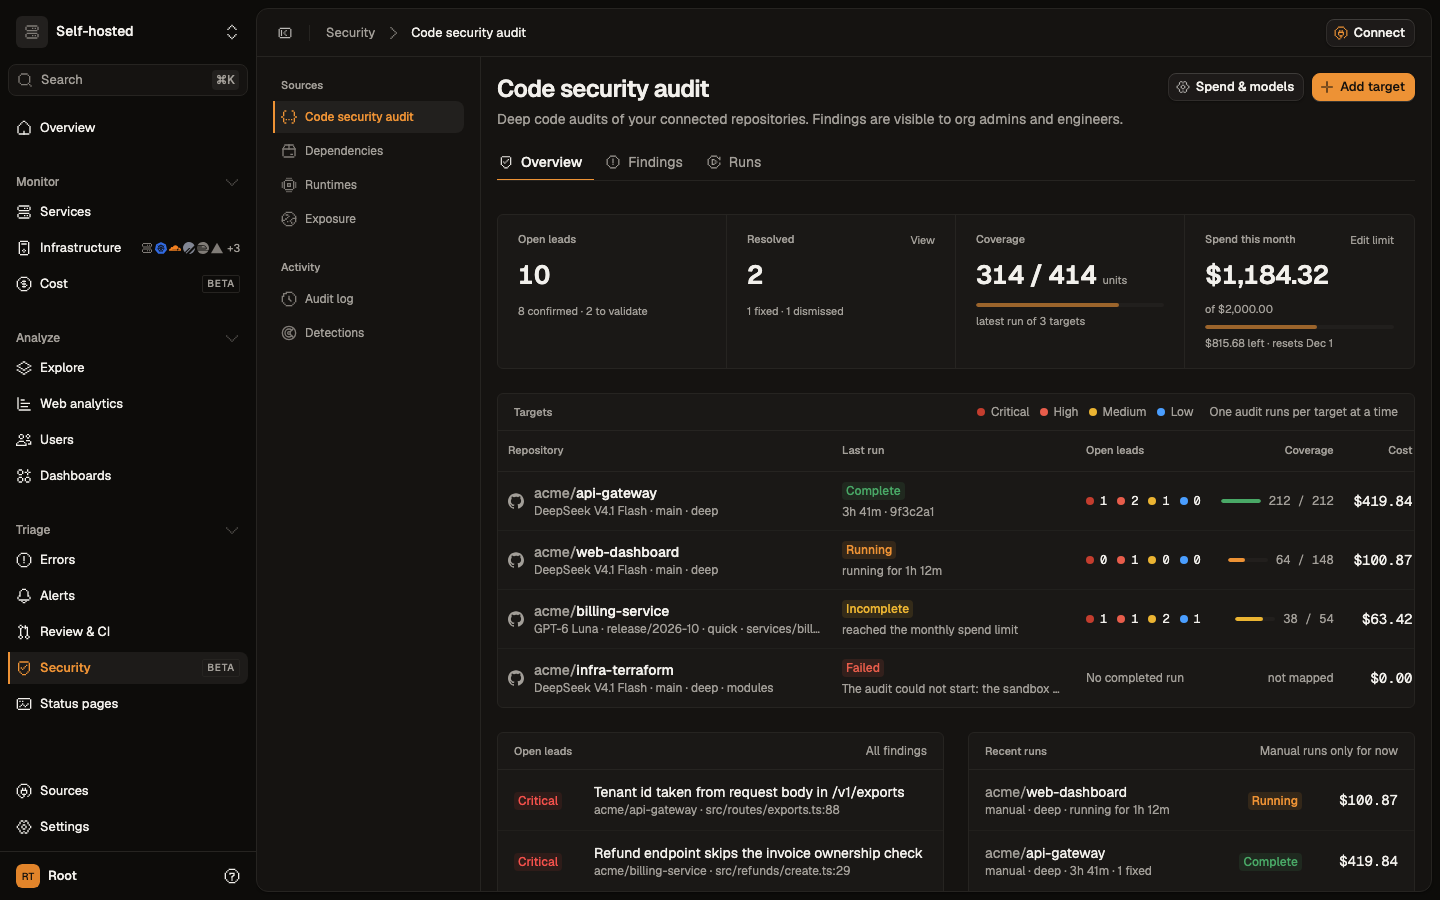 Self-hosted
Search
⌘K
Overview
Monitor
Services
Infrastructure
+3
Cost
BETA
Analyze
Explore
Web analytics
Users
Dashboards
Triage
Errors
Alerts
Review & CI
Security
BETA
Status pages
Sources
Settings
RT
Root
Security
Code security audit
Connect
Sources
Code security audit
Dependencies
Runtimes
Exposure
Activity
Audit log
Detections
Code security audit
Deep code audits of your connected repositories. Findings are visible to org admins and engineers.
Spend & models
Add target
Overview
Findings
Runs
Open leads
10
8 confirmed · 2 to validate
Resolved
View
2
1 fixed · 1 dismissed
Coverage
314 / 414 units
latest run of 3 targets
Spend this month
Edit limit
$1,184.32
of $2,000.00
$815.68 left · resets Dec 1
Targets
Critical
High
Medium
Low
One audit runs per target at a time
Repository
Last run
Open leads
Coverage
Cost
acme/api-gateway
DeepSeek V4.1 Flash · main · deep
Complete
3h 41m · 9f3c2a1
1 2 1 0
212 / 212
$419.84
acme/web-dashboard
DeepSeek V4.1 Flash · main · deep
Running
running for 1h 12m
0 1 0 0
64 / 148
$100.87
acme/billing-service
GPT-6 Luna · release/2026-10 · quick · services/bill...
Incomplete
reached the monthly spend limit
1 1 2 1
38 / 54
$63.42
acme/infra-terraform
DeepSeek V4.1 Flash · main · deep · modules
Failed
The audit could not start: the sandbox ...
No completed run
not mapped
$0.00
Open leads
All findings
Critical
Tenant id taken from request body in /v1/exports
acme/api-gateway · src/routes/exports.ts:88
Critical
Refund endpoint skips the invoice ownership check
acme/billing-service · src/refunds/create.ts:29
Recent runs
Manual runs only for now
acme/web-dashboard
manual · deep · running for 1h 12m
Running
$100.87
acme/api-gateway
manual · deep · 3h 41m · 1 fixed
Complete
$419.84